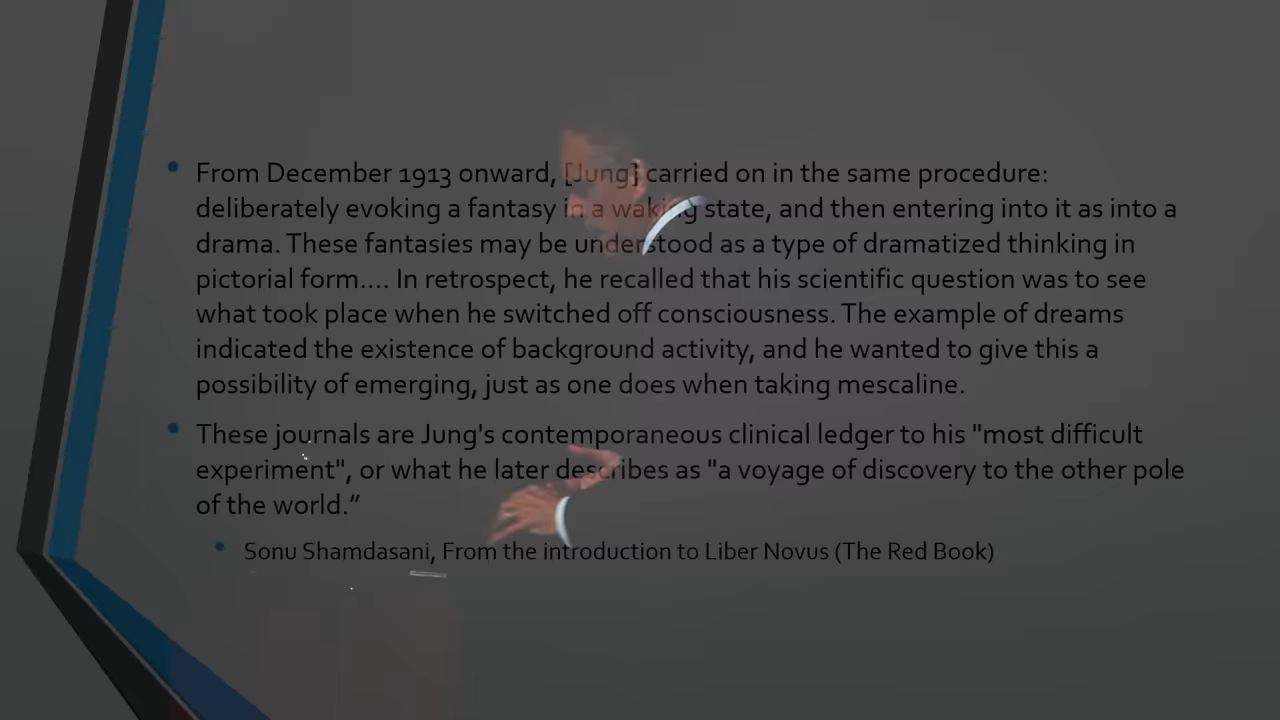 From December 1913 onward, [Jung] carried on in the same procedure:
deliberately evoking a fantasy in a waking state, and then entering into it as into a
drama. These fantasies may be understood as a type of dramatized thinking in
pictorial form.... In retrospect, he recalled that his scientific question was to see
what took place when he switched off consciousness. The example of dreams
indicated the existence of background activity, and he wanted to give this a
possibility of emerging, just as one does when taking mescaline.
These journals are Jung's contemporaneous clinical ledger to his "most difficult
experiment", or what he later describes as "a voyage of discovery to the other pole
of the world.”
Sonu Shamdasani, From the introduction to Liber Novus (The Red Book)